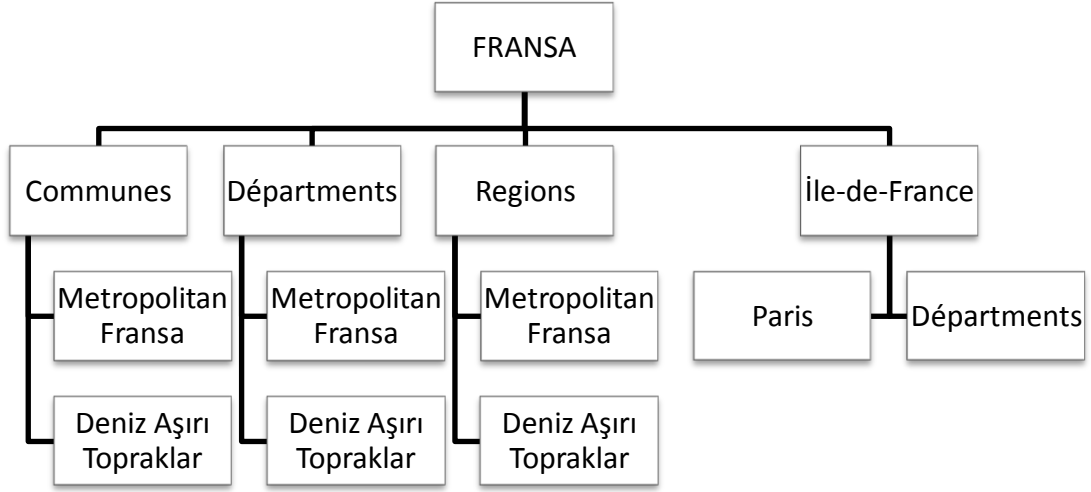 FRANSA
Communes
Départments
Regions
İle-de-France
Metropolitan
Fransa
Metropolitan
Fransa
Metropolitan
Fransa
Paris
Départments
Deniz Aşırı
Topraklar
Deniz Aşırı
Topraklar
Deniz Aşırı
Topraklar